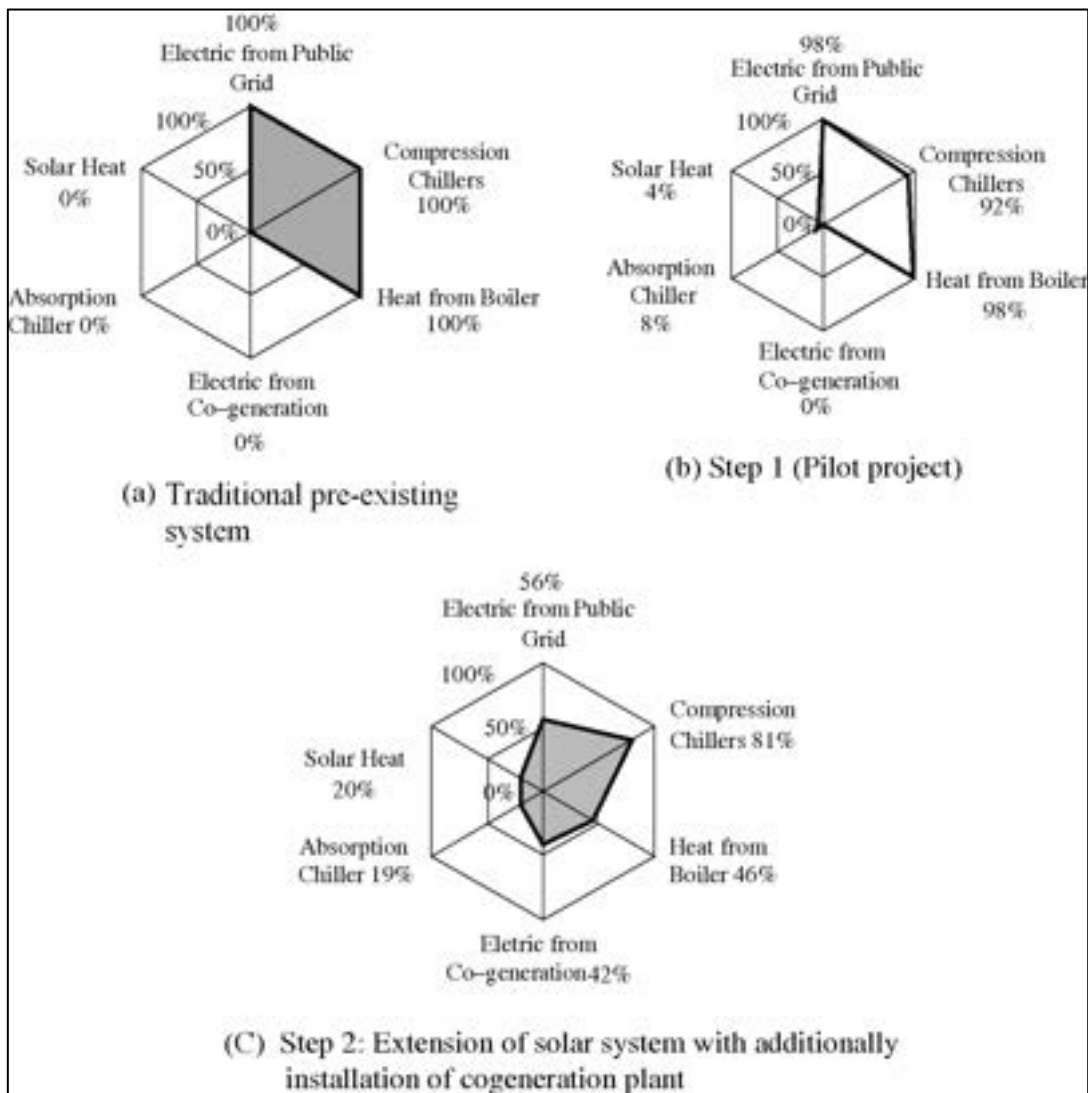 100%
Electric from Public
Grid
100%
Compression
Chillers
100%
Solar Heat
0%
50%
0%
Absorption
Chiller 0%
Heat from Boiler
100%
Electric from
Co-generation
0%
(a) Traditional pre-existing
system
98%
Electric from Public
Grid
100%
Compression
Chillers
92%
Solar Heat
4%
50%
0%
Absorption
Chiller
8%
Heat from Boiler
98%
Electric from
Co-generation
0%
(b) Step 1 (Pilot project)
56%
Electric from Public
Grid
100%
Compression
Chillers 81%
50%
Solar Heat
20%
0%
Absorption
Chiller 19%
Heat from
Boiler 46%
Eletric from
Co-generation 42%
(C) Step 2: Extension of solar system with additionally
installation of cogeneration plant